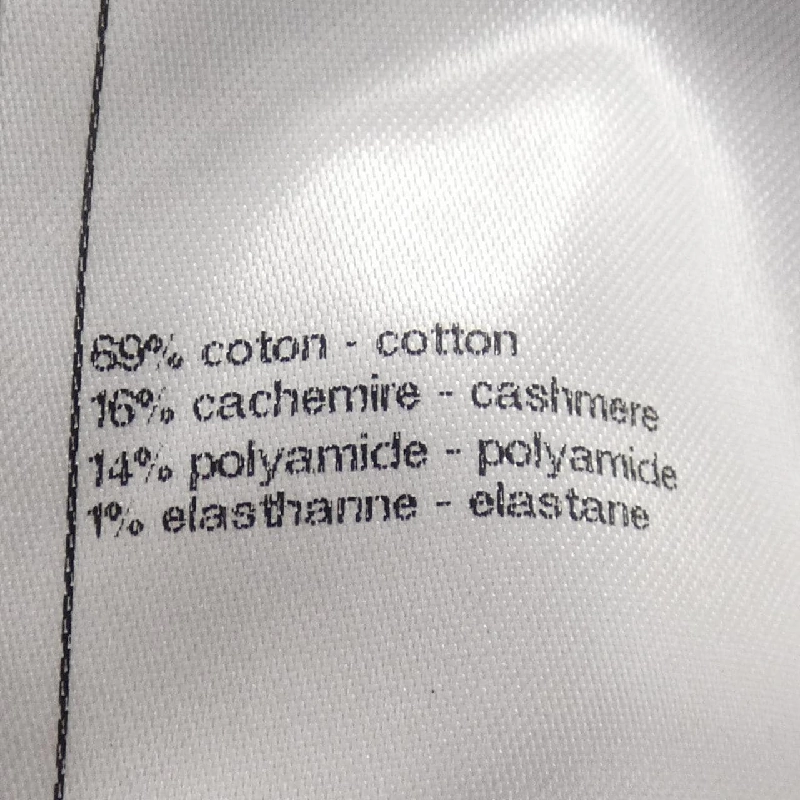 69% coton - cotton
16% cachemire - cashmere
14% polyamide - polyamide
1% elasthanne - elastane